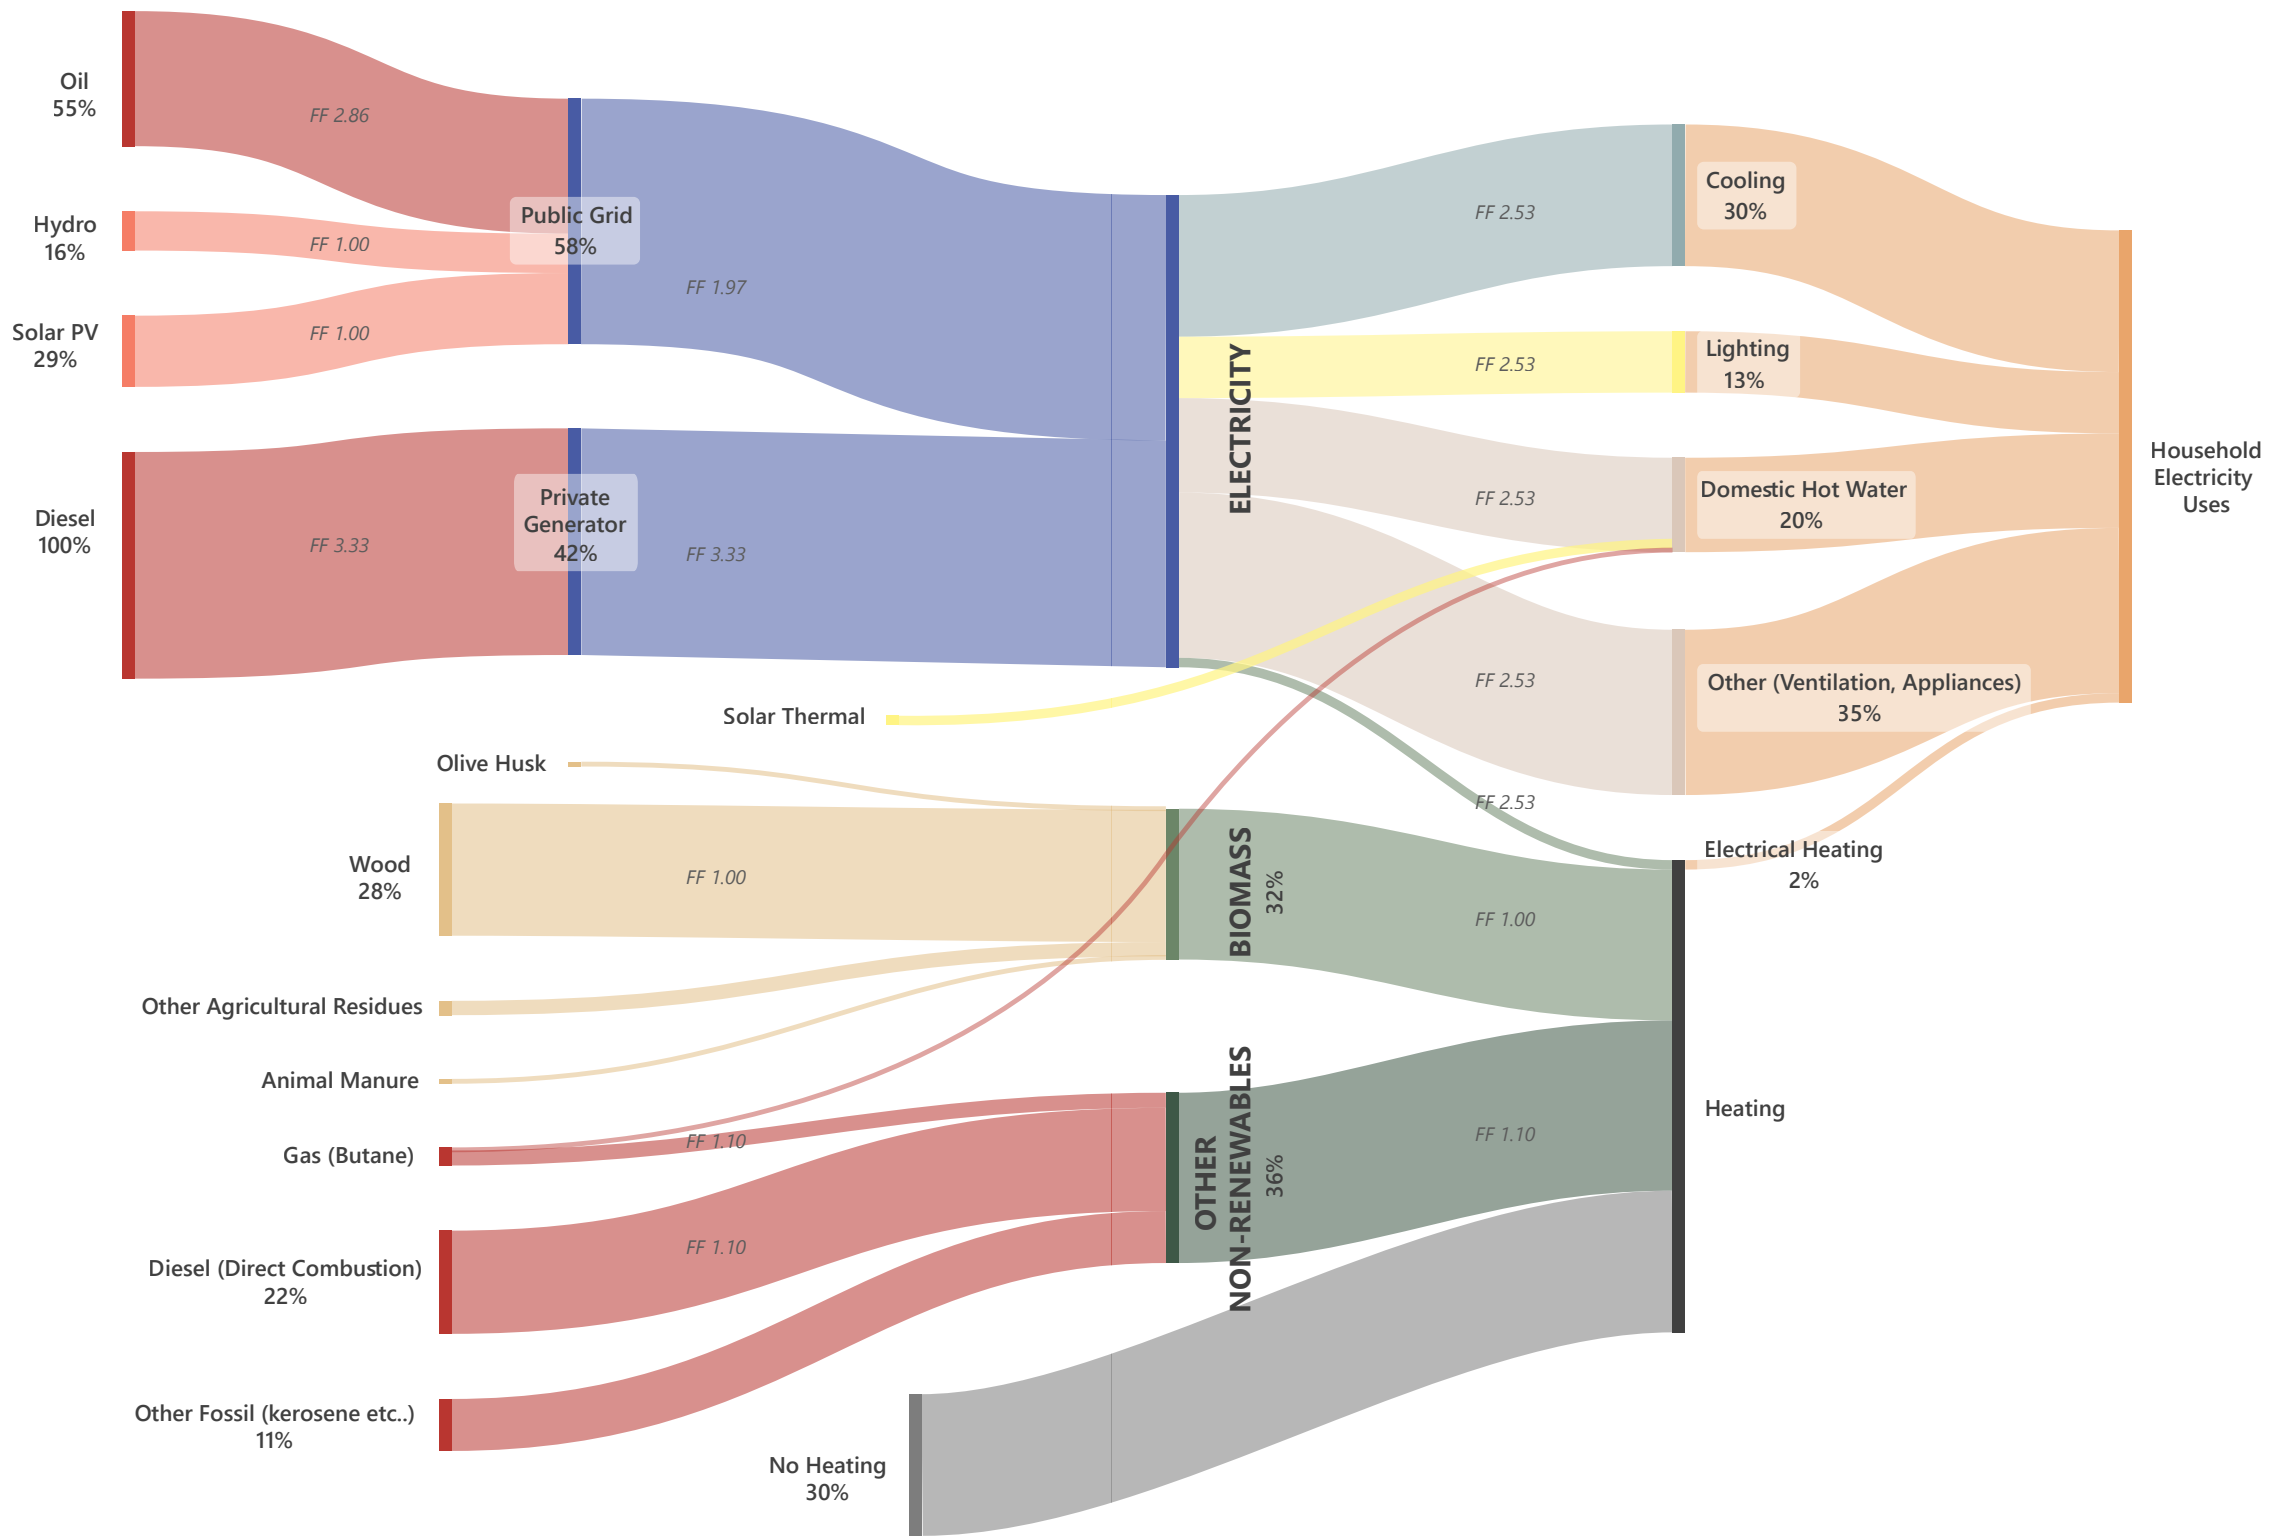 Oil
55%
FF 2.86
Hydro
16%
FF 1.00
Solar PV
29%
FF 1.00
Diesel
100%
FF 3.33
Public Grid
58%
FF 1.97
Private
Generator
42%
FF 3.33
ELECTRICITY
FF 2.53
Cooling
30%
FF 2.53
Lighting
13%
FF 2.53
Domestic Hot Water
20%
FF 2.53
Other (Ventilation, Appliances)
35%
FF 2.53
Electrical Heating
2%
Household
Electricity
Uses
Solar Thermal
Olive Husk
Wood
28%
FF 1.00
Other Agricultural Residues
Animal Manure
BIOMASS
32%
FF 1.00
Gas (Butane)
FF 1.10
Diesel (Direct Combustion)
22%
FF 1.10
Other Fossil (kerosene etc..)
11%
OTHER
NON-RENEWABLES
36%
FF 1.10
Heating
No Heating
30%